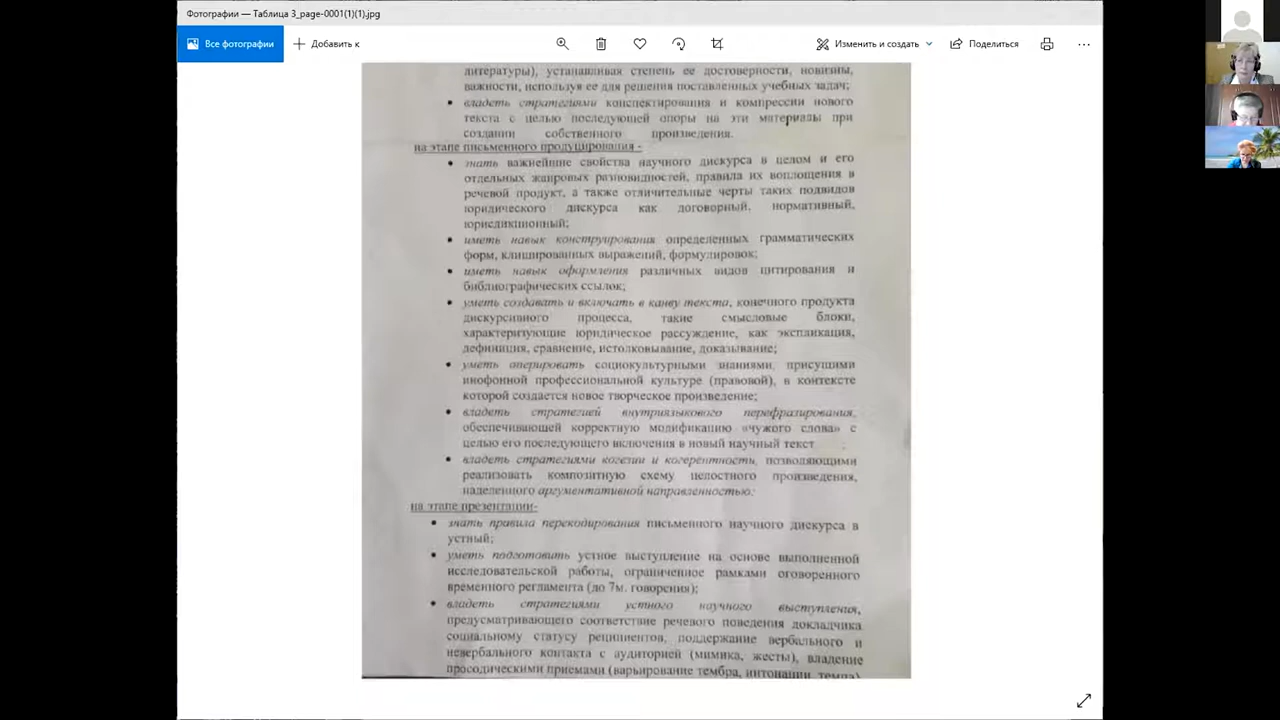 Фотографии — Таблица 3_page-0001(1)(1).jpg
Все фотографии
Добавить к
Изменить и создать
Поделиться
литературы), устанавливая степень ее достоверности, новизны,
важности, используя ее для решения поставленных учебных задач;
• владеть стратегиями конспектирования и компрессии нового
текста с целью последующей опоры на эти материалы при
создании собственного произведения.
на этапе письменного продуцирования -
• знать важнейшие свойства научного дискурса в целом и его
отдельных жанровых разновидностей, правила их воплощения в
речевой продукт, а также отличительные черты таких подвидов
юридического дискурса как договорный, нормативный,
юрисдикционный;
• иметь навык конструирования определенных грамматических
форм, клишированных выражений, формулировок;
• иметь навык оформления различных видов цитирования и
библиографических ссылок;
• уметь создавать и включать в канву текста, конечного продукта
дискурсивного процесса, такие смысловые блоки,
характеризующие юридическое рассуждение, как экспликация,
дефиниция, сравнение, истолковывание, доказывание;
• уметь оперировать социокультурными знаниями, присущими
инофонной профессиональной культуре (правовой), в контексте
которой создается новое творческое произведение;
• владеть стратегией внутриязыкового перефразирования,
обеспечивающей корректную модификацию «чужого слова» с
целью его последующего включения в новый научный текст
• владеть стратегиями когезии и когерентность, позволяющими
реализовать композитную схему целостного произведения,
наделенного аргументативной направленностью;
на этапе презентации-
• знать правила перекодирования письменного научного дискурса в
устный;
• уметь подготовить устное выступление на основе выполненной
исследовательской работы, ограниченное рамками оговоренного
временного регламента (до 7м. говорения);
• владеть стратегиями устного научного выступления,
предусматривающего соответствие речевого поведения докладчика
социальному статусу реципиентов, поддержание вербального и
невербального контакта с аудиторией (мимика, жесты), владение
просодическими приемами (варьирование тембра, интонации, темпа)